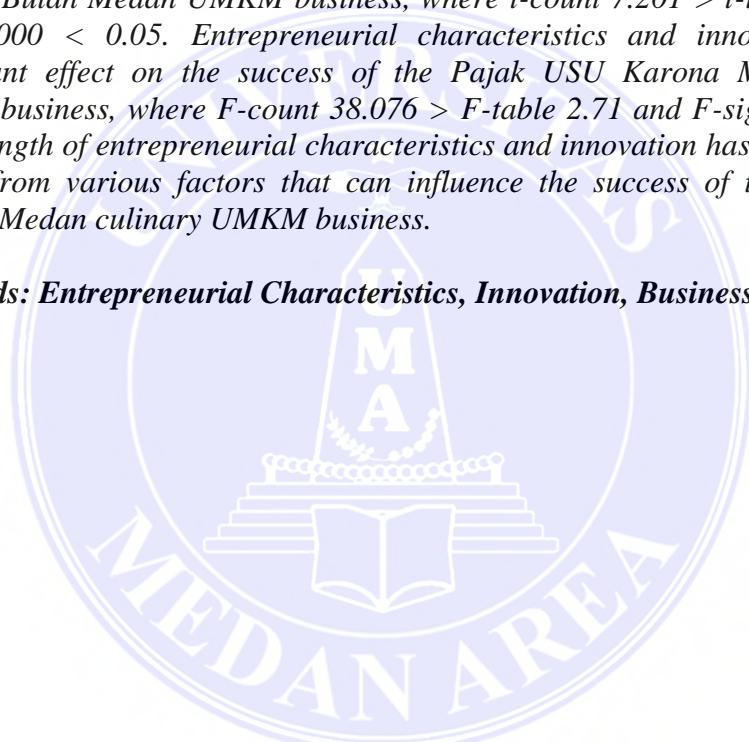 Bulan Medan UMKM business, where t-count 7.201 > t-
000 < 0.05. Entrepreneurial characteristics and inno
ant effect on the success of the Pajak USU Karona M
business, where F-count 38.076 > F-table 2.71 and F-sig
ngth of entrepreneurial characteristics and innovation has
from various factors that can influence the success of t
Medan culinary UMKM business.
ds: Entrepreneurial Characteristics, Innovation, Business
UNIVERSITAS
UMA
MEDAN AREA